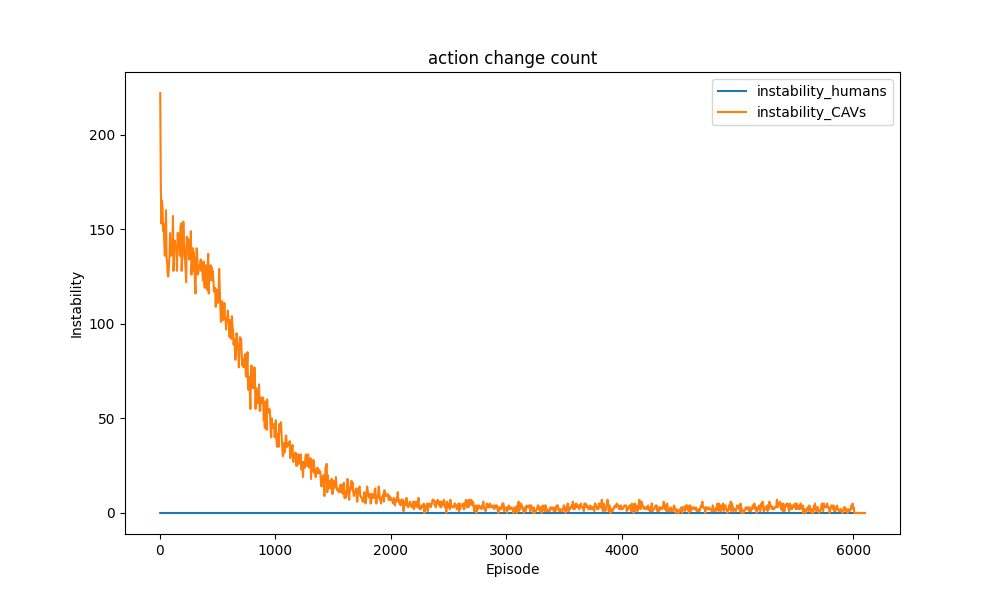 action change count
instability_humans
instability_CAVs
Instability
200
150
100
50
0
0 1000 2000 3000 4000 5000 6000
Episode